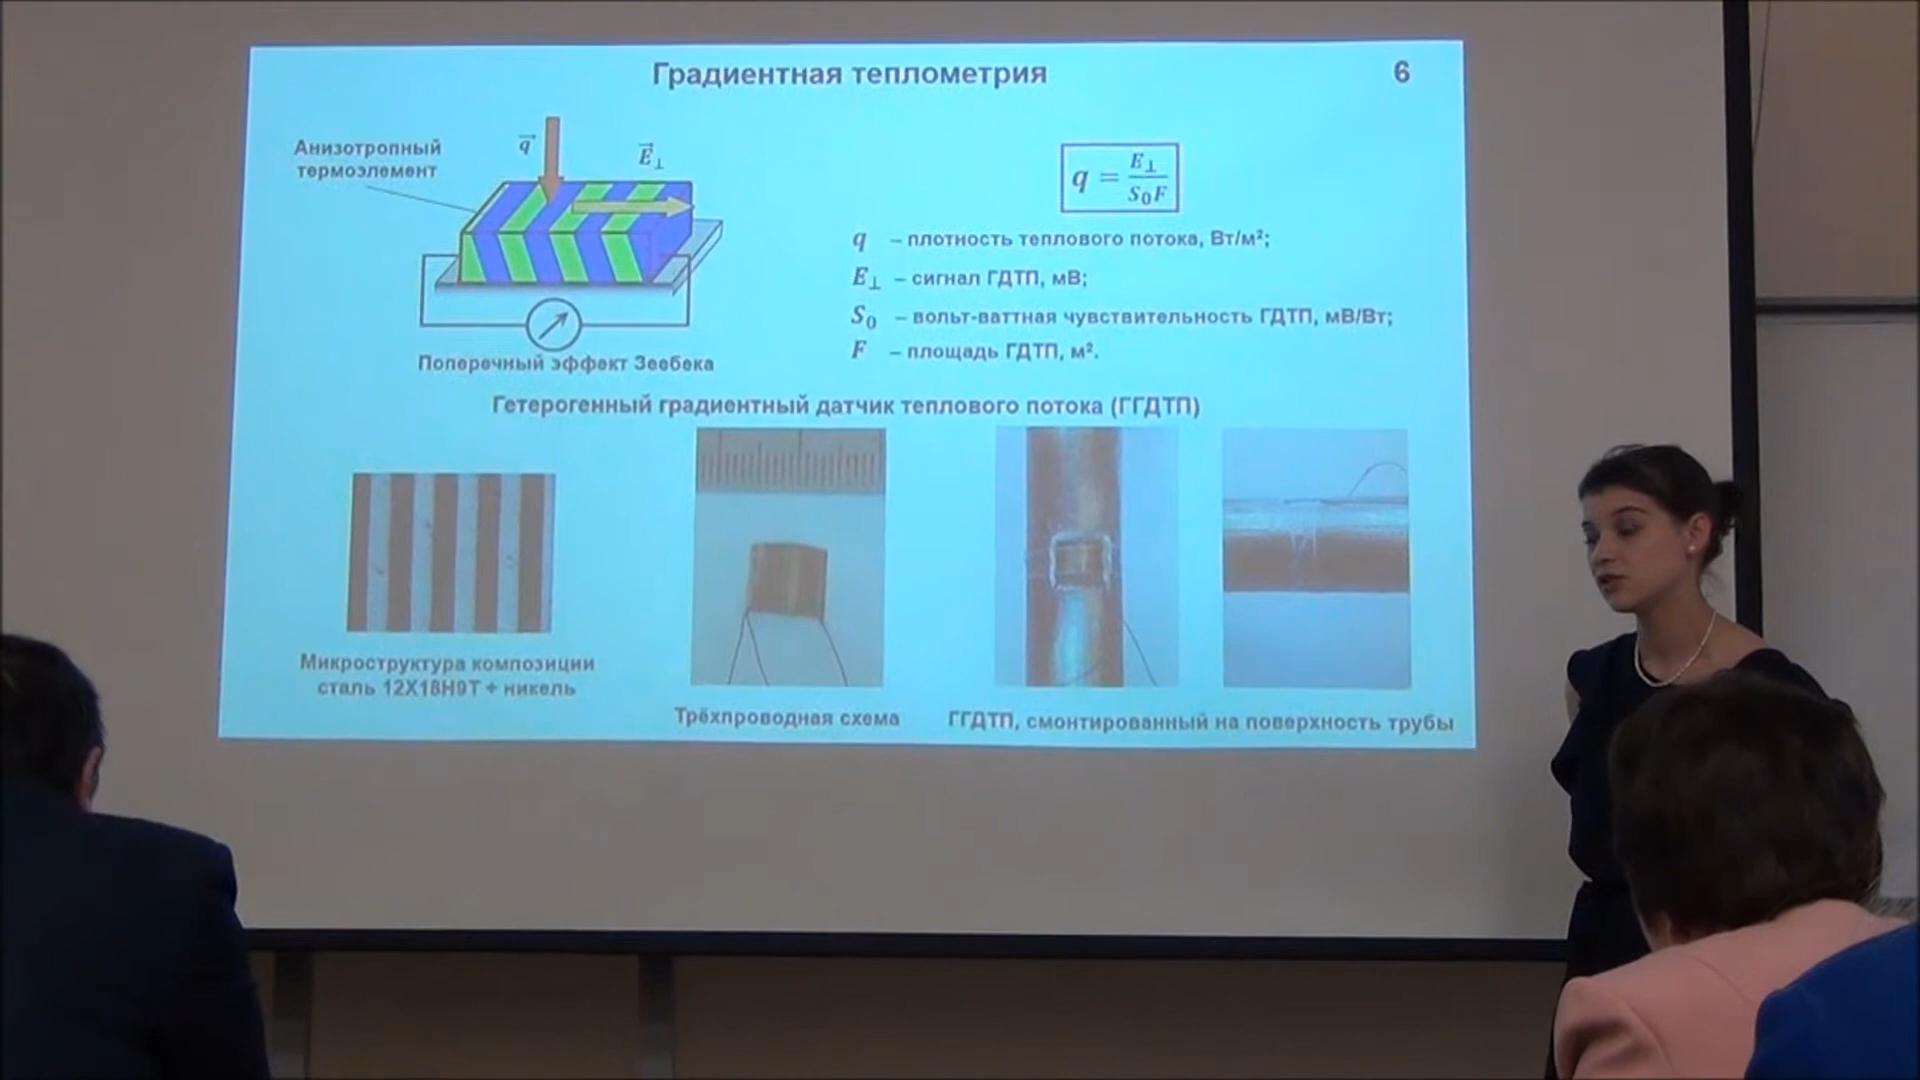 Градиентная теплометрия
6
Анизотропный
термоэлемент
q⃗
E⃗⊥
Поперечный эффект Зеебека
q = E⊥ / S₀F
q – плотность теплового потока, Вт/м²;
E⊥ – сигнал ГДТП, мВ;
S₀ – вольт-ваттная чувствительность ГДТП, мВ/Вт;
F – площадь ГДТП, м².
Гетерогенный градиентный датчик теплового потока (ГГДТП)
Микроструктура композиции
сталь 12Х18Н9Т + никель
Трёхпроводная схема
ГГДТП, смонтированный на поверхность трубы